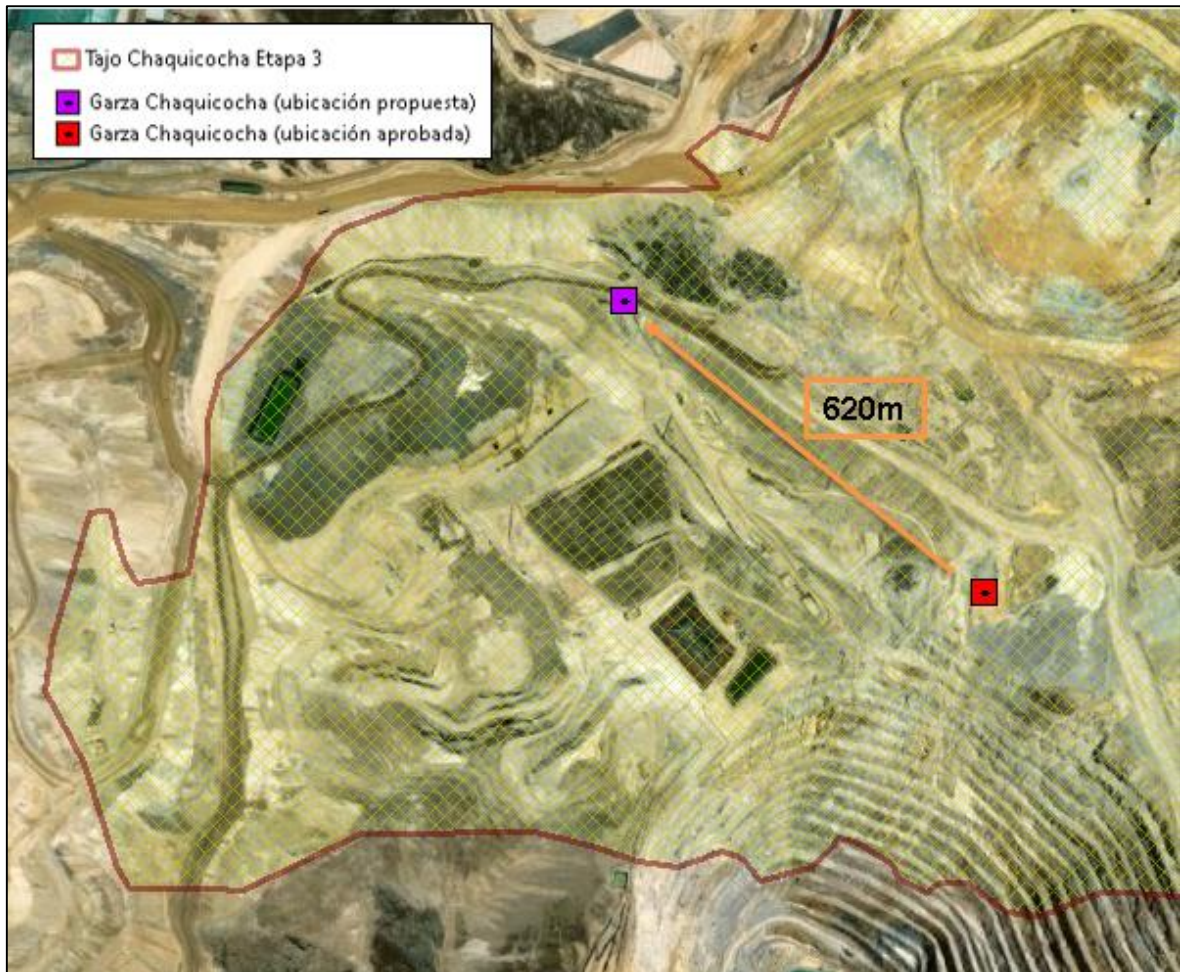 Tajo Chaquicocha Etapa 3
Garza Chaquicocha (ubicación propuesta)
Garza Chaquicocha (ubicación aprobada)
620m